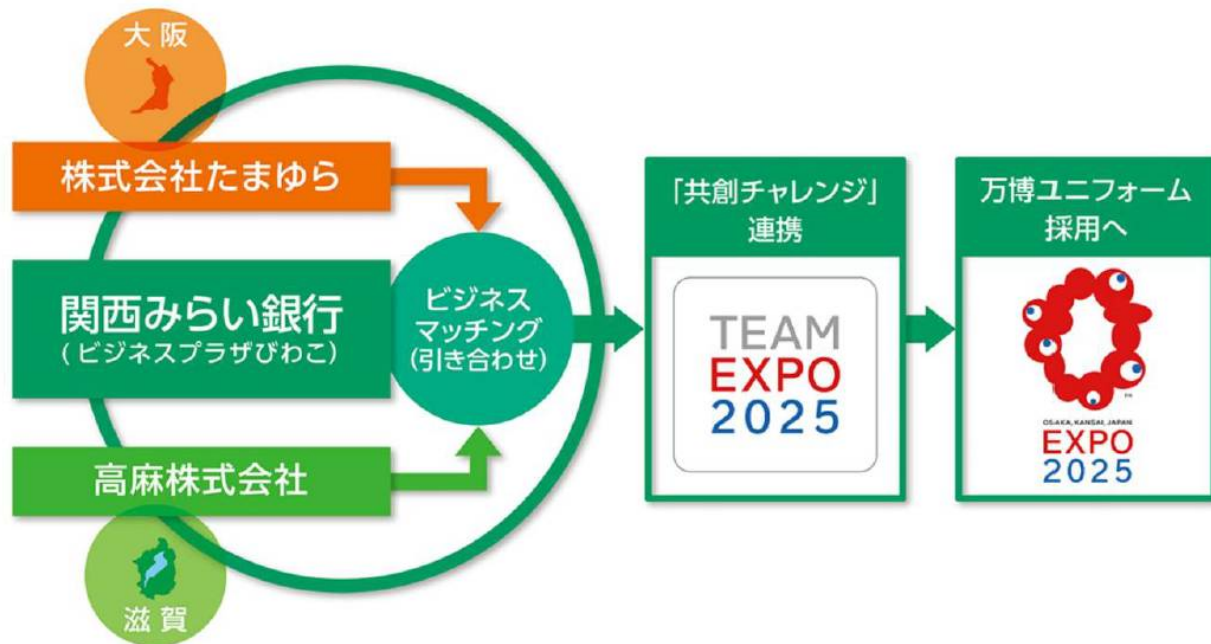 大阪
株式会社たまゆら
関西みらい銀行
(ビジネスプラザびわこ)
高麻株式会社
滋賀
ビジネス
マッチング
(引き合わせ)
「共創チャレンジ」
連携
TEAM
EXPO
2025
万博ユニフォーム
採用へ
OSAKA, KANSAI, JAPAN
EXPO
2025